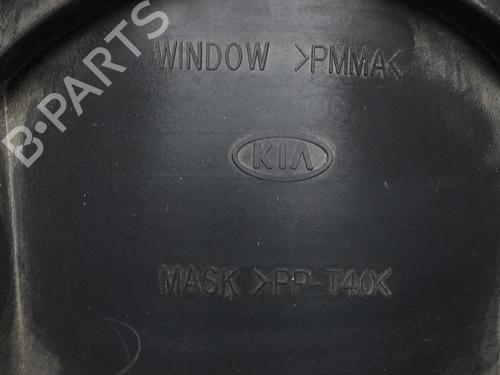 B-PARTS
WINDOW >PMMA<
KIA
MASK >PP-T40<